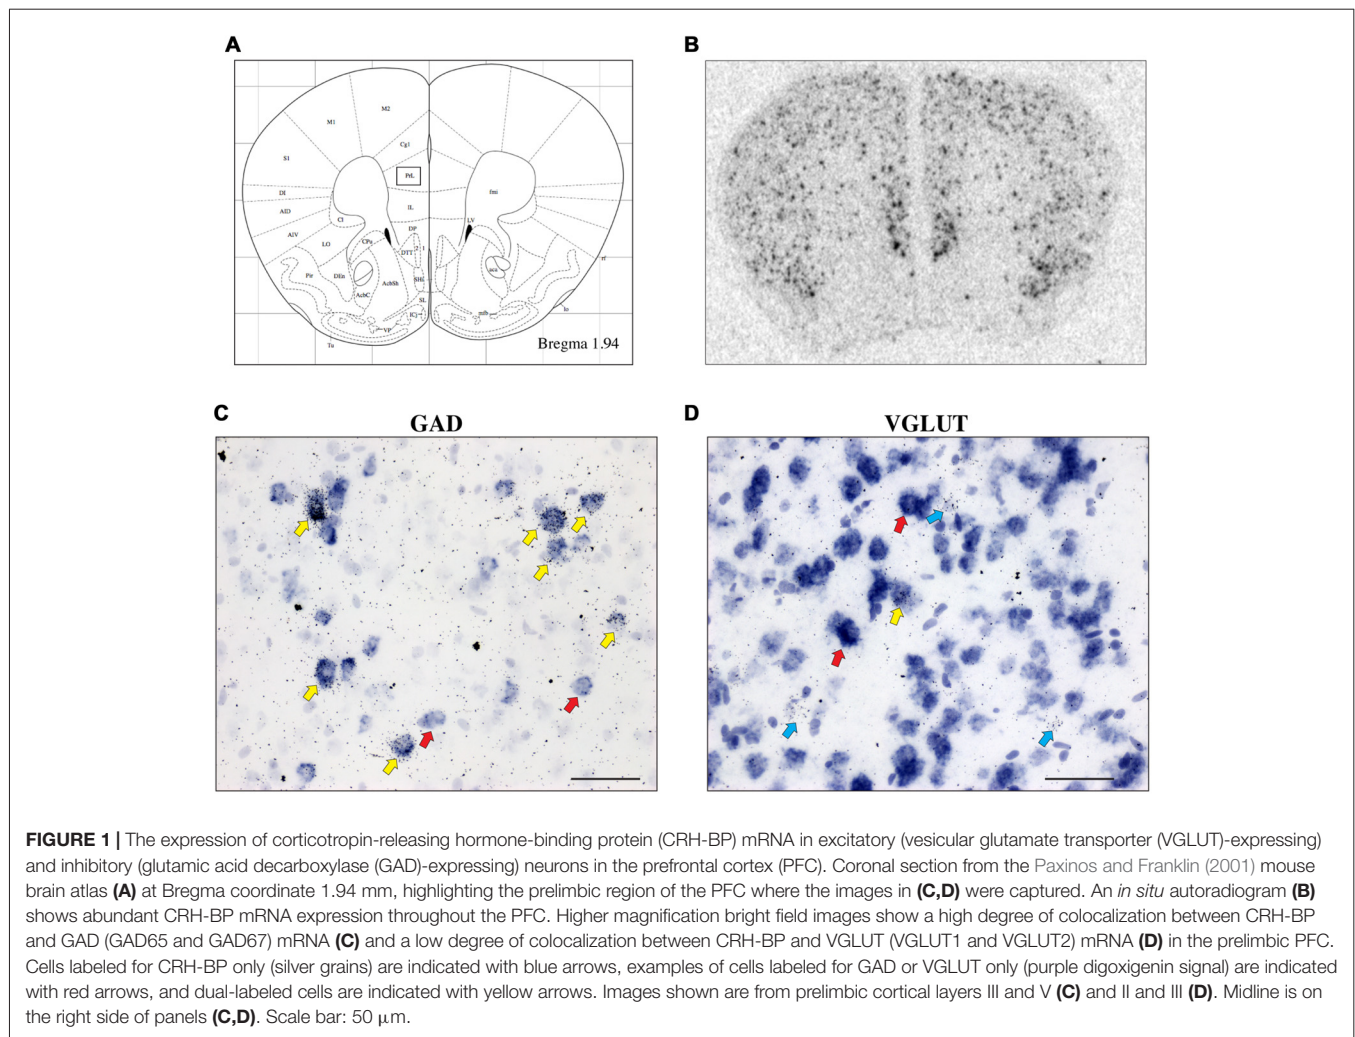 A
B
M2
M1
Cg1
S1
PrL
fmi
DI
IL
AID
Cl
LV
DP
AIV
LO
CPu
2
1
DTT
rf
Pir
DEn
aca
AcbSh
SHi
AcbC
SL
lo
ICj
mfb
VP
Tu
Bregma 1.94
C
GAD
D
VGLUT
FIGURE 1 | The expression of corticotropin-releasing hormone-binding protein (CRH-BP) mRNA in excitatory (vesicular glutamate transporter (VGLUT)-expressing)
and inhibitory (glutamic acid decarboxylase (GAD)-expressing) neurons in the prefrontal cortex (PFC). Coronal section from the Paxinos and Franklin (2001) mouse
brain atlas (A) at Bregma coordinate 1.94 mm, highlighting the prelimbic region of the PFC where the images in (C,D) were captured. An in situ autoradiogram (B)
shows abundant CRH-BP mRNA expression throughout the PFC. Higher magnification bright field images show a high degree of colocalization between CRH-BP
and GAD (GAD65 and GAD67) mRNA (C) and a low degree of colocalization between CRH-BP and VGLUT (VGLUT1 and VGLUT2) mRNA (D) in the prelimbic PFC.
Cells labeled for CRH-BP only (silver grains) are indicated with blue arrows, examples of cells labeled for GAD or VGLUT only (purple digoxigenin signal) are indicated
with red arrows, and dual-labeled cells are indicated with yellow arrows. Images shown are from prelimbic cortical layers III and V (C) and II and III (D). Midline is on
the right side of panels (C,D). Scale bar: 50 μm.